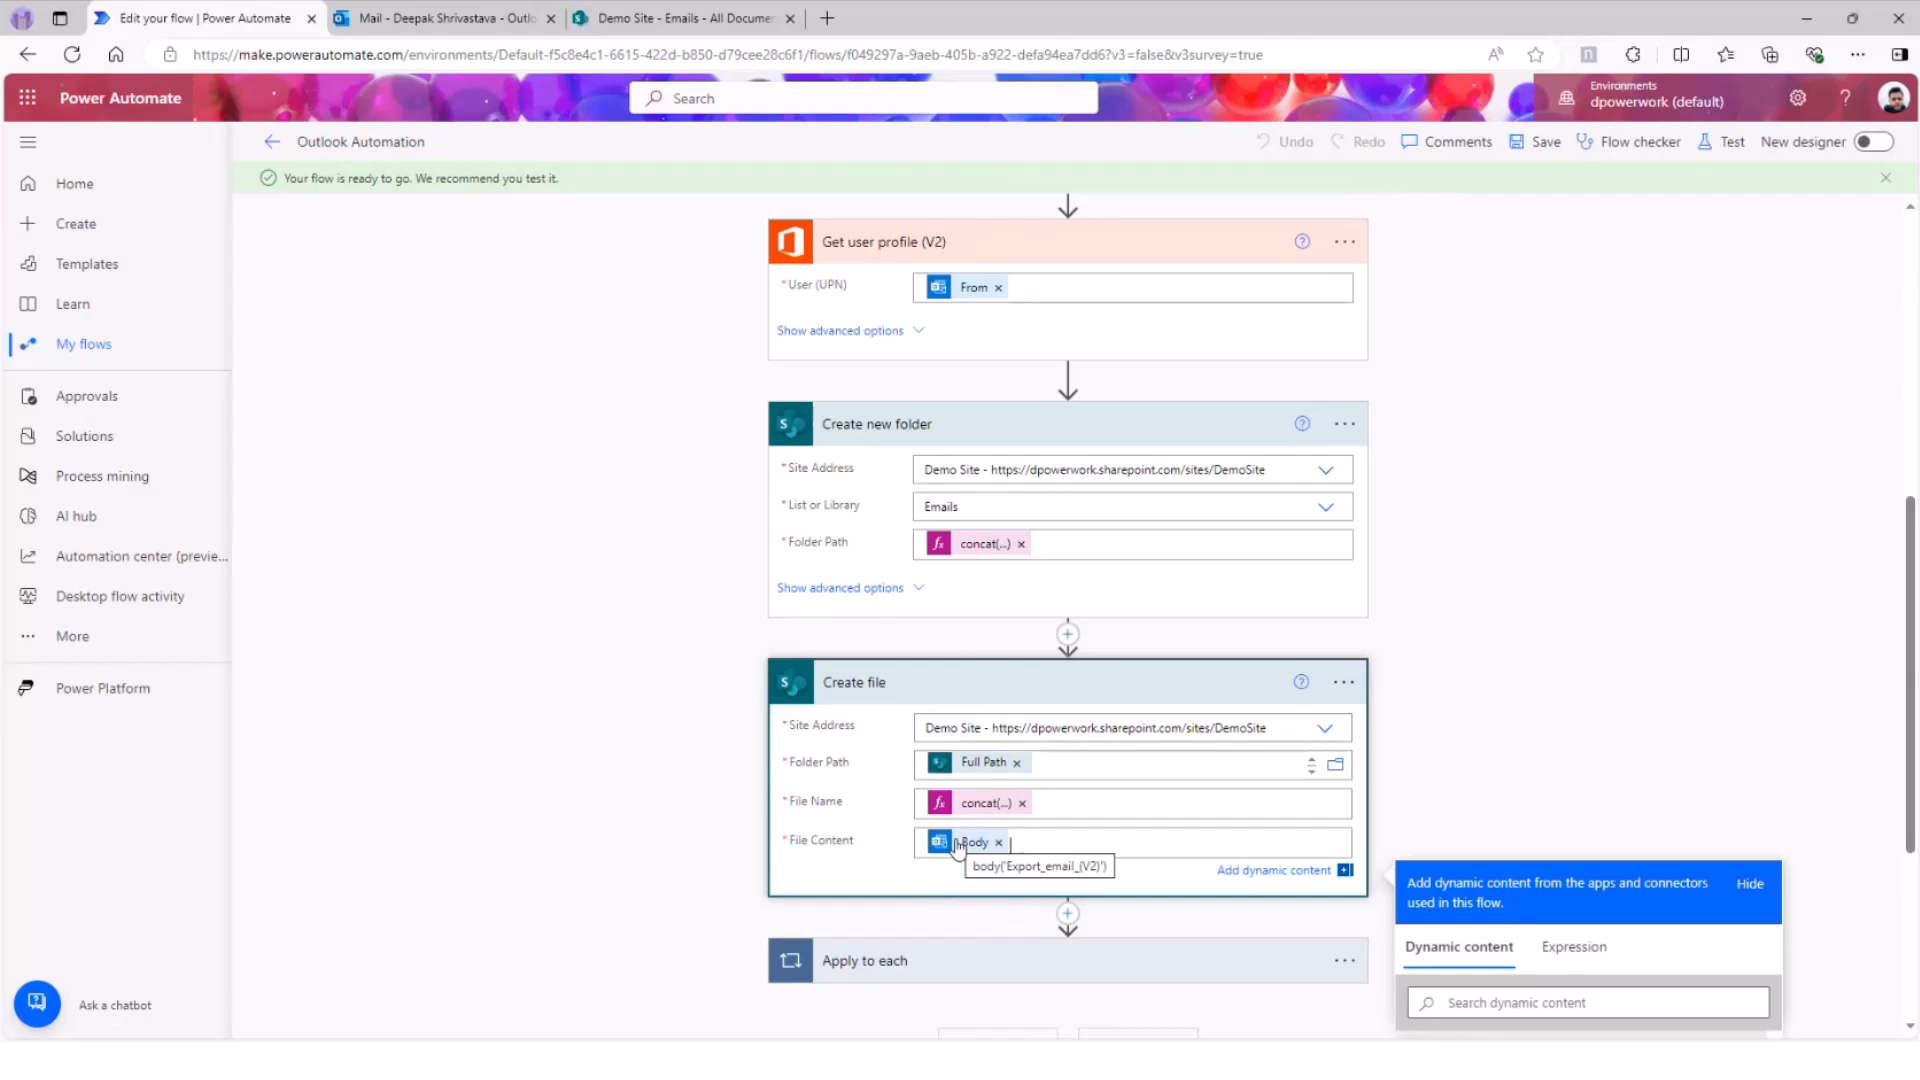 Edit your flow | Power Automate
Mail - Deepak Shrivastava - Outlo
Demo Site - Emails - All Documen
https://make.powerautomate.com/environments/Default-f5c8e4c1-6615-422d-b850-d79cee28c6f1/flows/f049297a-9aeb-405b-a922-defa94ea7dd6?v3=false&v3survey=true
Power Automate
Search
Environments
dpowerwork (default)
Outlook Automation
Undo
Redo
Comments
Save
Flow checker
Test
New designer
Your flow is ready to go. We recommend you test it.
Home
Create
Templates
Learn
My flows
Approvals
Solutions
Process mining
AI hub
Automation center (previe...
Desktop flow activity
More
Power Platform
Ask a chatbot
Get user profile (V2)
* User (UPN)
From
Show advanced options
Create new folder
* Site Address
Demo Site - https://dpowerwork.sharepoint.com/sites/DemoSite
* List or Library
Emails
* Folder Path
concat(...)
Show advanced options
Create file
* Site Address
Demo Site - https://dpowerwork.sharepoint.com/sites/DemoSite
* Folder Path
Full Path
* File Name
concat(...)
* File Content
Body
body('Export_email_(V2)')
Add dynamic content
Apply to each
Add dynamic content from the apps and connectors
used in this flow.
Hide
Dynamic content
Expression
Search dynamic content